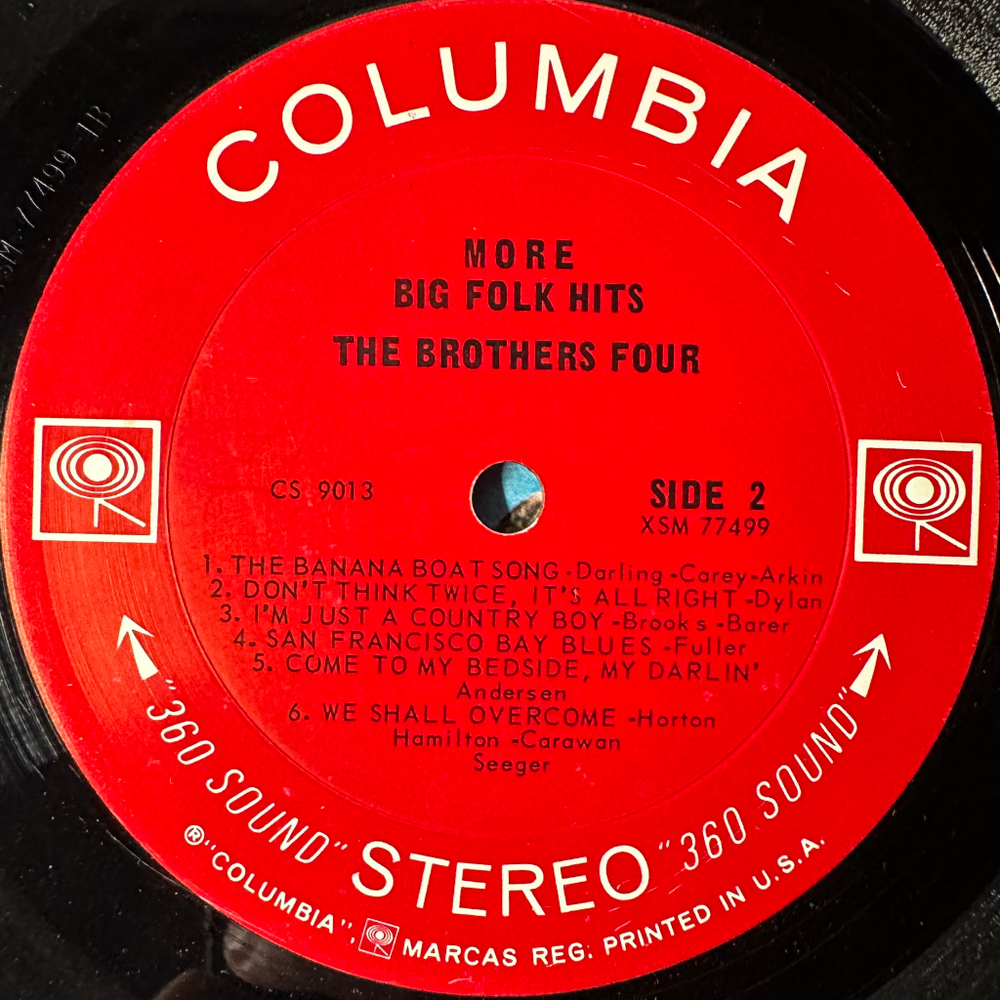 COLUMBIA
MORE
BIG FOLK HITS
THE BROTHERS FOUR
CS 9013
SIDE 2
XSM 77499
1. THE BANANA BOAT SONG -Darling -Carey-Arkin
2. DON'T THINK TWICE, IT'S ALL RIGHT -Dylan
3. I'M JUST A COUNTRY BOY -Brooks -Barer
4. SAN FRANCISCO BAY BLUES -Fuller
5. COME TO MY BEDSIDE, MY DARLIN'
Andersen
6. WE SHALL OVERCOME -Horton
Hamilton -Carawan
Seeger
"360 SOUND" STEREO "360 SOUND"
® "COLUMBIA", MARCAS REG. PRINTED IN U.S.A.
XSM-77499-1B